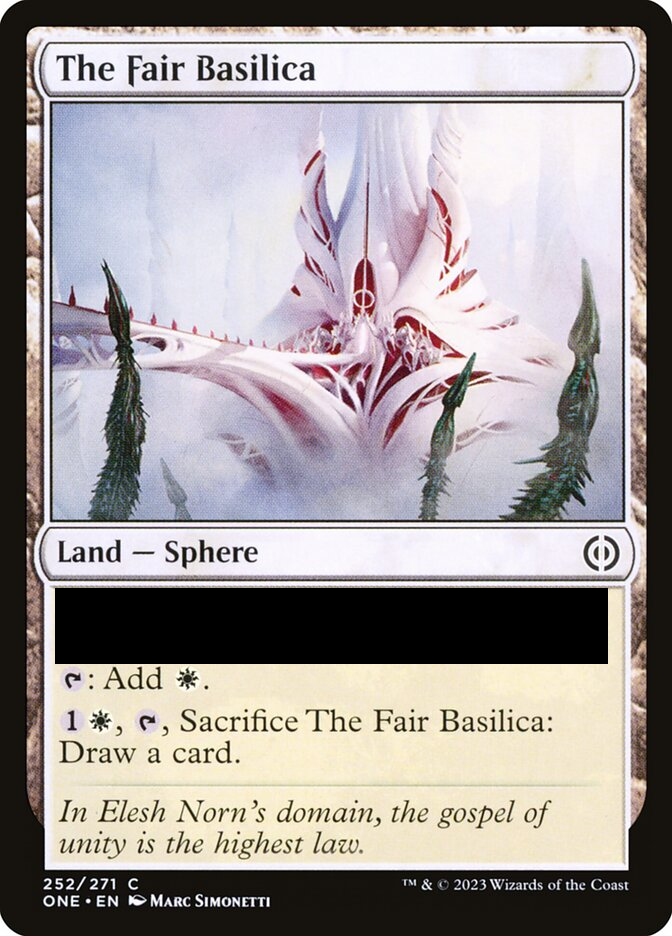 The Fair Basilica
Land — Sphere
: Add .
1 , , Sacrifice The Fair Basilica:
Draw a card.
In Elesh Norn's domain, the gospel of
unity is the highest law.
252/271 C
ONE • EN Marc Simonetti
™ & © 2023 Wizards of the Coast